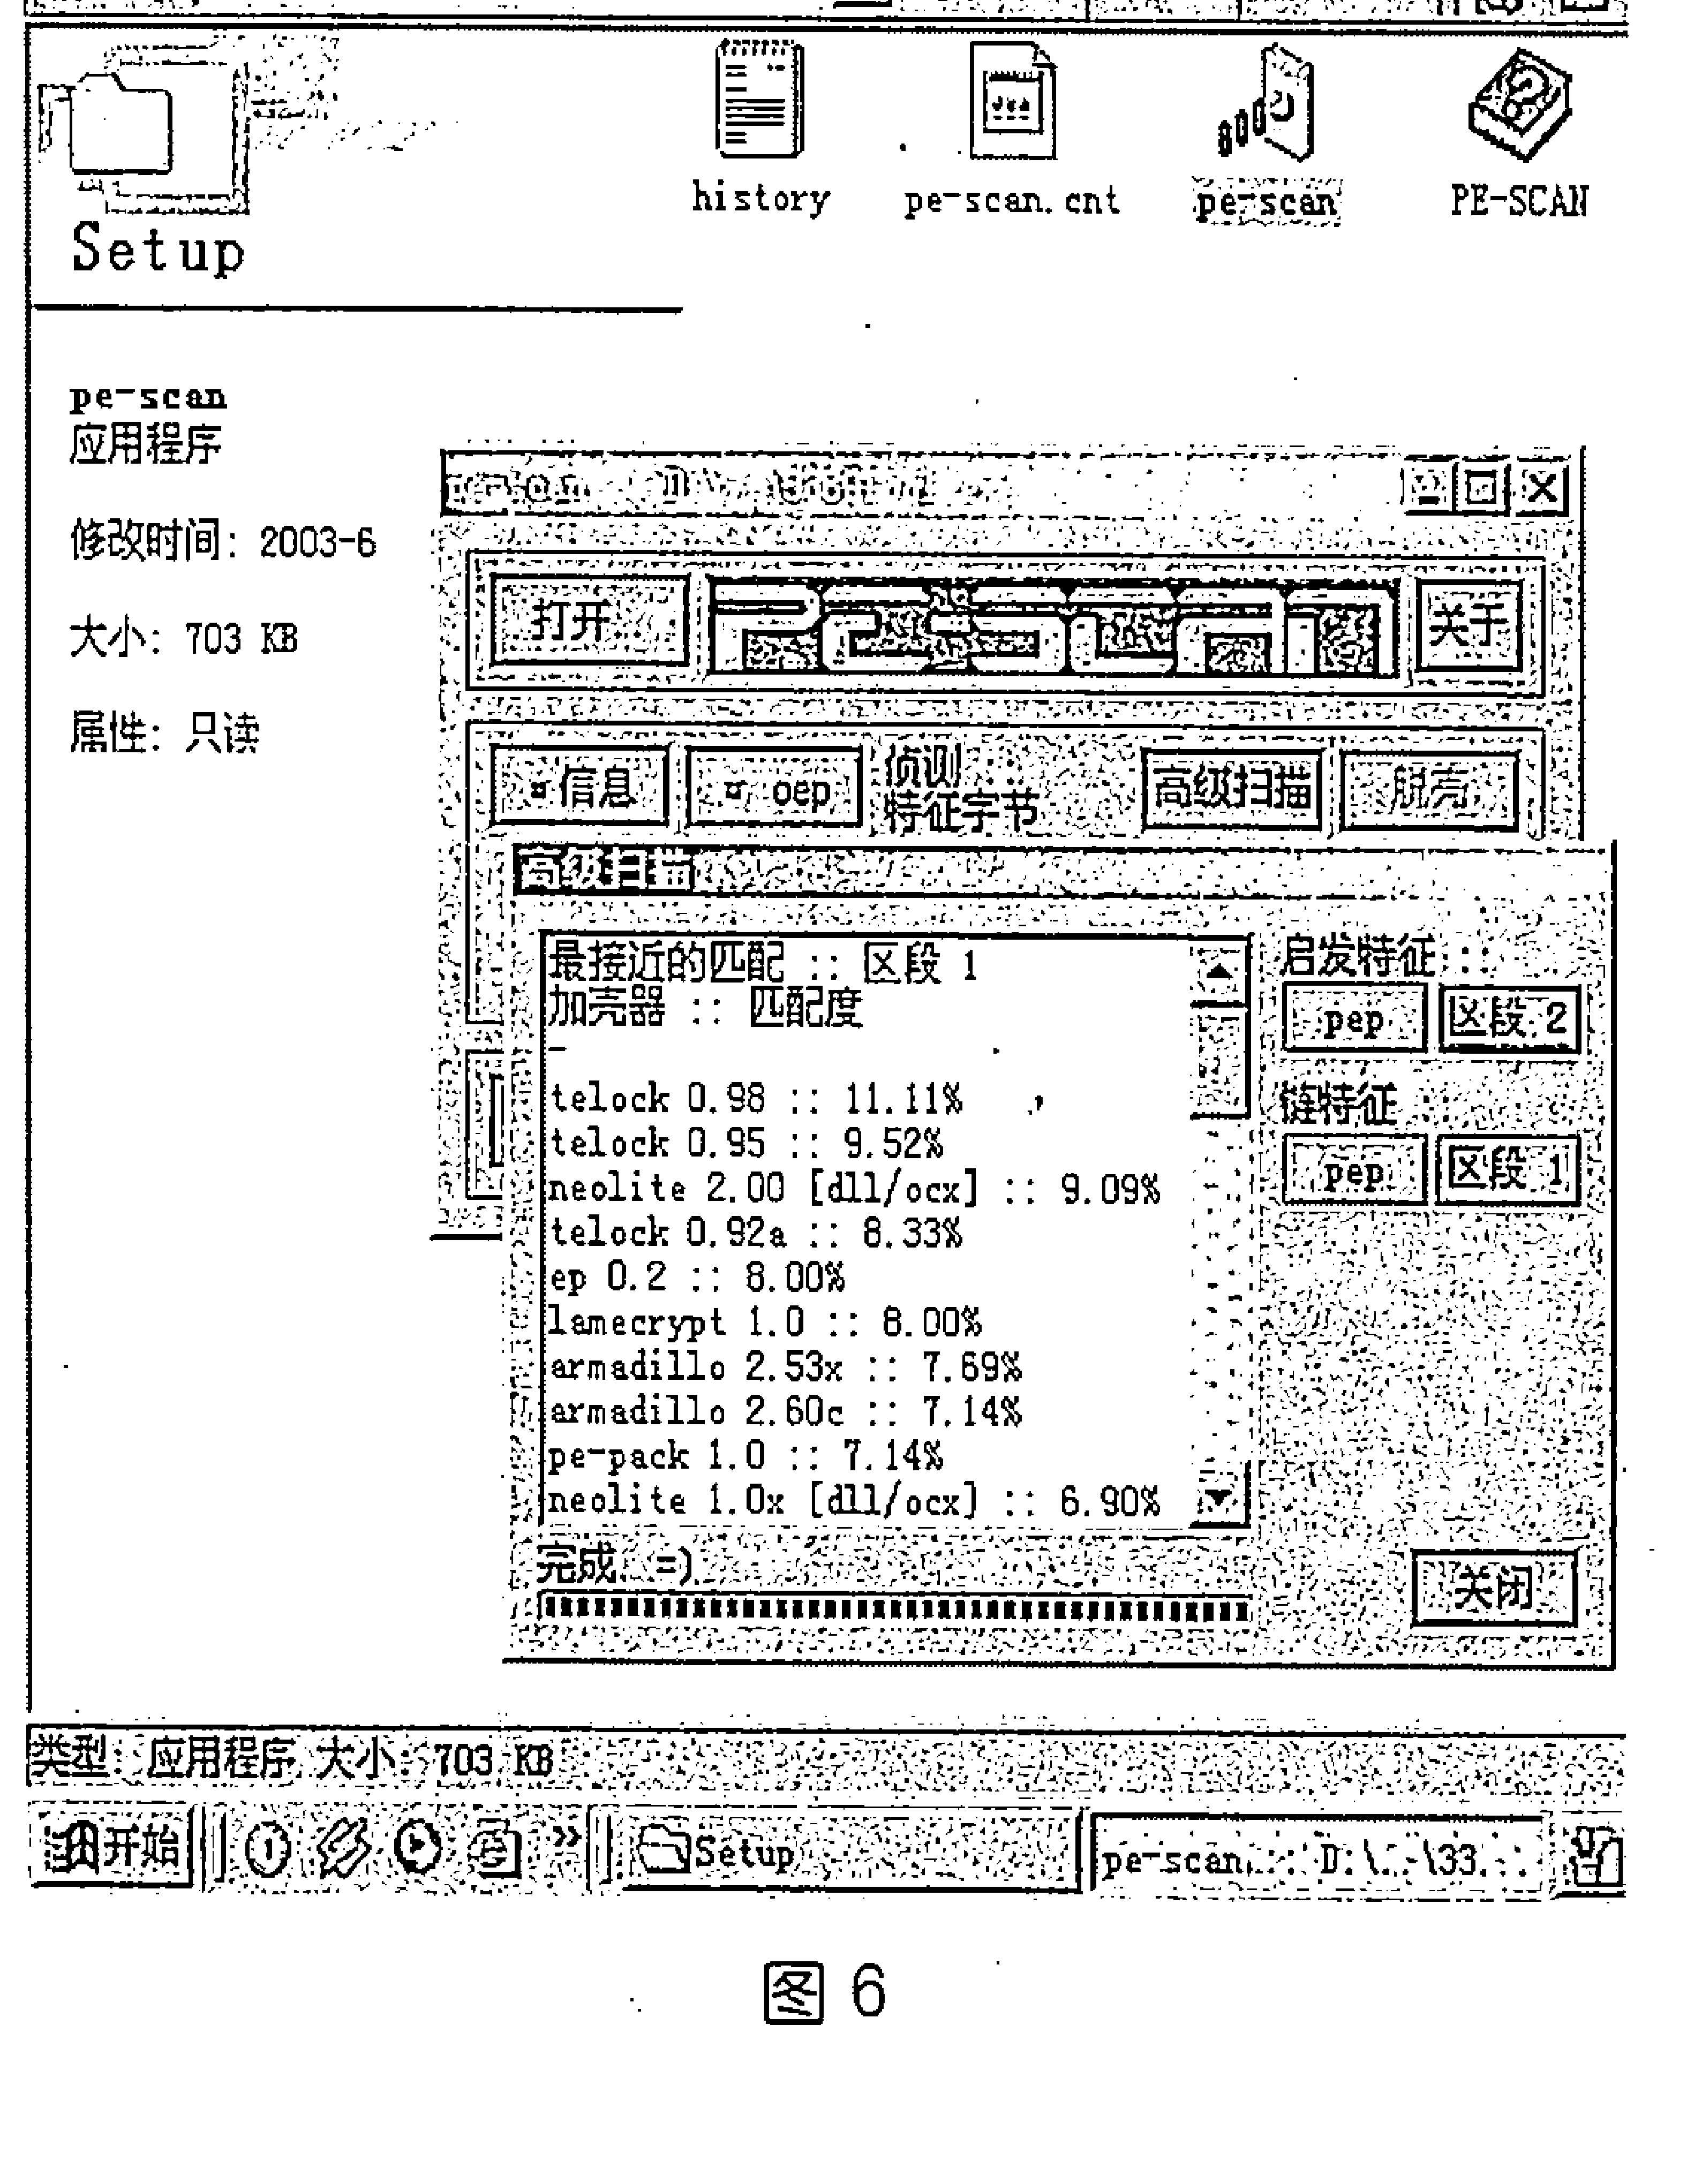 history
pe-scan.cnt
pe-scan
PE-SCAN
Setup
pe-scan
应用程序
修改时间: 2003-6
大小: 703 KB
属性: 只读
打开
关于
信息
oep
侦测
特征字节
高级扫描
脱壳
高级扫描
最接近的匹配 :: 区段 1
加壳器 :: 匹配度
-
telock 0.98 :: 11.11%
telock 0.95 :: 9.52%
neolite 2.00 [dll/ocx] :: 9.09%
telock 0.92a :: 8.33%
ep 0.2 :: 8.00%
lamecrypt 1.0 :: 8.00%
armadillo 2.53x :: 7.69%
armadillo 2.60c :: 7.14%
pe-pack 1.0 :: 7.14%
neolite 1.0x [dll/ocx] :: 6.90%
启发特征 ::
pep
区段 2
链特征
pep
区段 1
完成 =)
关闭
类型: 应用程序 大小: 703 KB
开始
»
Setup
pe-scan
图 6